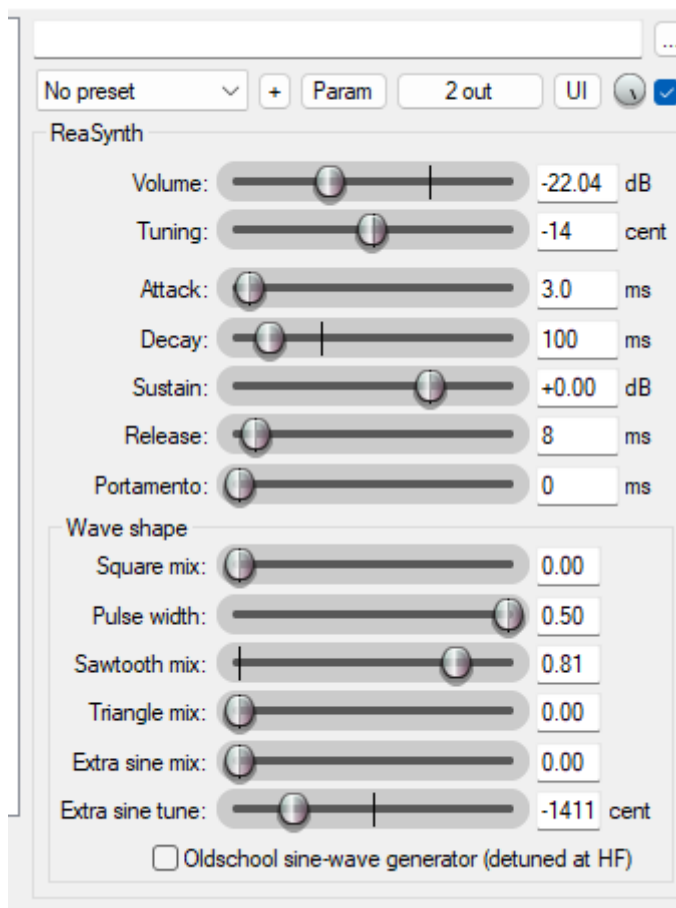 ...
No preset + Param 2 out UI
ReaSynth
Volume: -22.04 dB
Tuning: -14 cent
Attack: 3.0 ms
Decay: 100 ms
Sustain: +0.00 dB
Release: 8 ms
Portamento: 0 ms
Wave shape
Square mix: 0.00
Pulse width: 0.50
Sawtooth mix: 0.81
Triangle mix: 0.00
Extra sine mix: 0.00
Extra sine tune: -1411 cent
Oldschool sine-wave generator (detuned at HF)